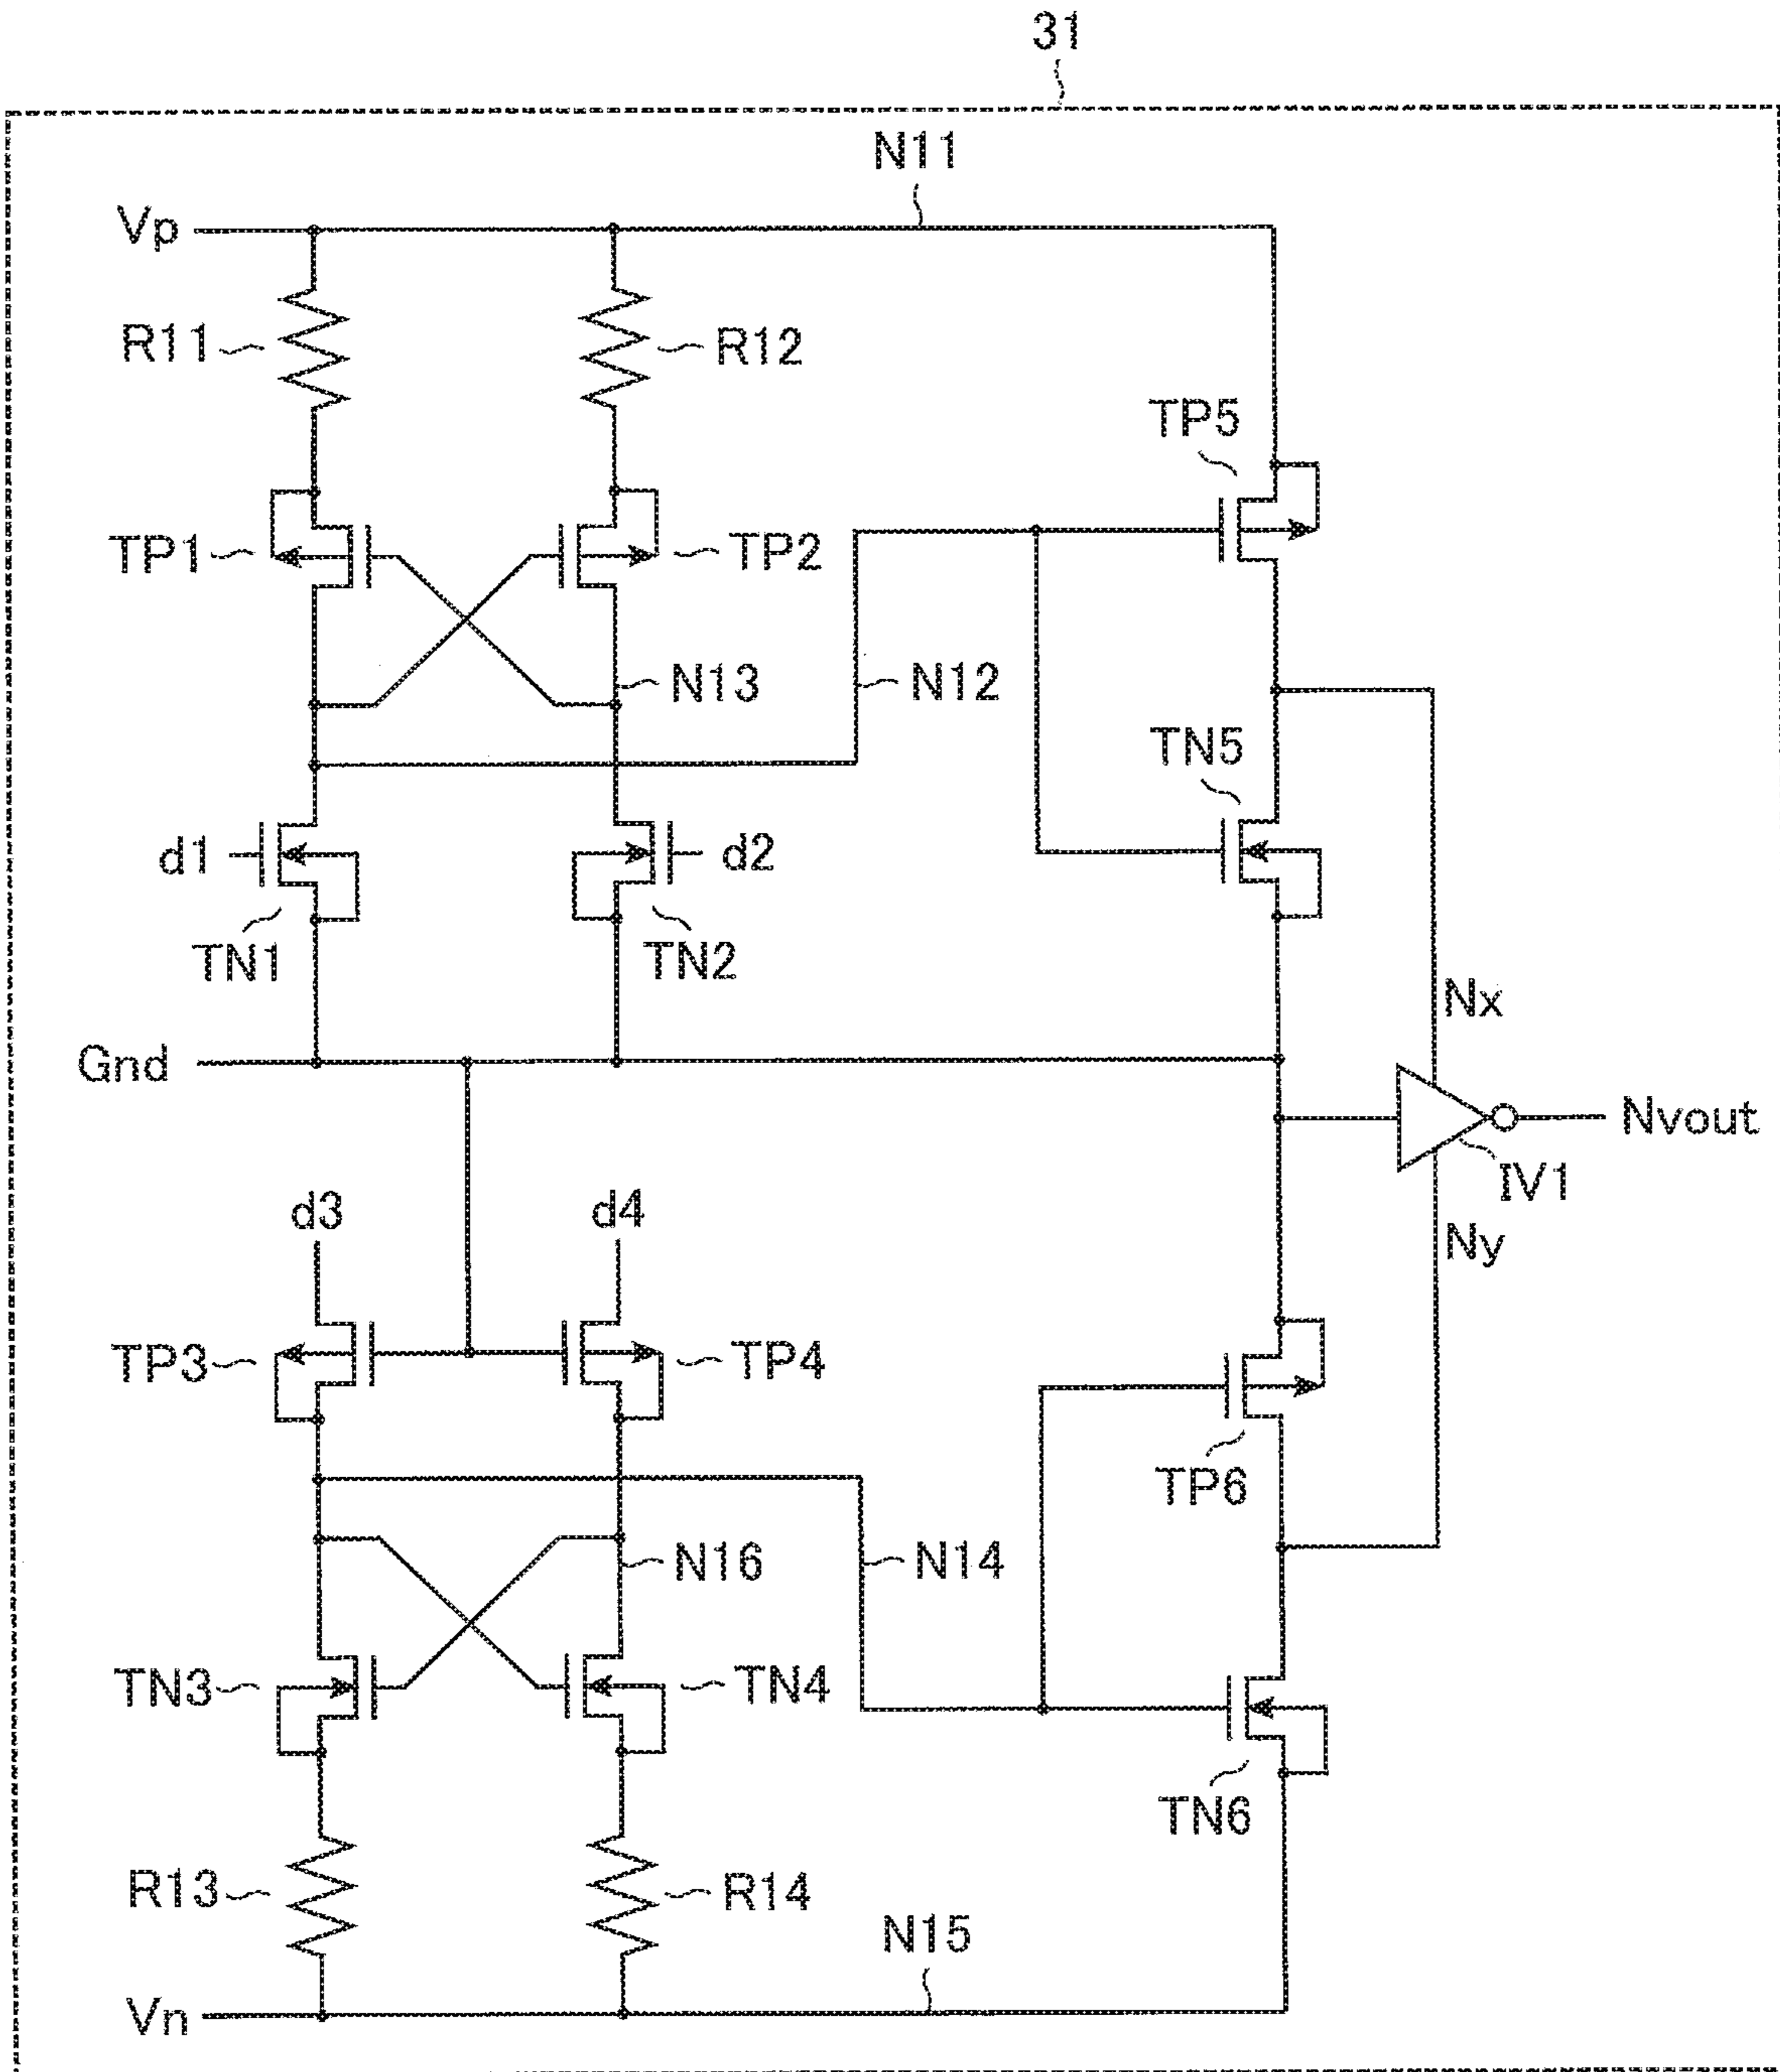 31
N11
Vp
R11
R12
TP5
TP1
TP2
N13
N12
TN5
d1
d2
TN1
TN2
Nx
Gnd
Nvout
IV1
d3
d4
Ny
TP3
TP4
TP6
N16
N14
TN3
TN4
TN6
R13
R14
N15
Vn